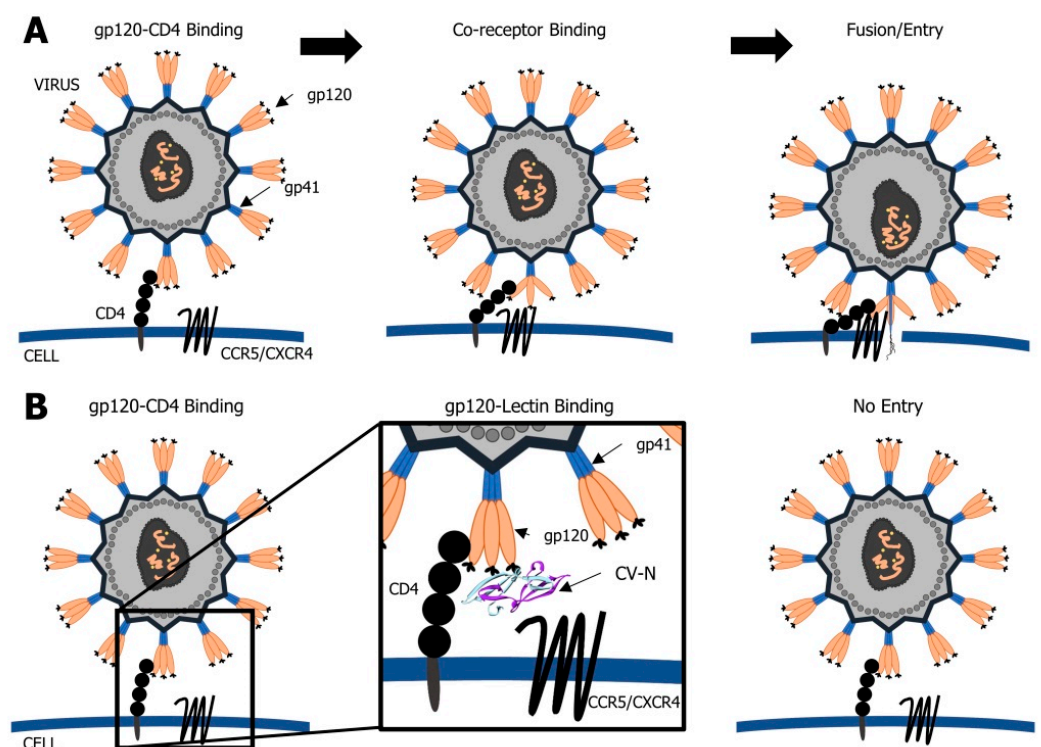 A
gp120-CD4 Binding
Co-receptor Binding
Fusion/Entry
VIRUS
gp120
gp41
CD4
CELL
CCR5/CXCR4
B
gp120-CD4 Binding
gp120-Lectin Binding
No Entry
gp41
gp120
CV-N
CD4
CCR5/CXCR4
CELL